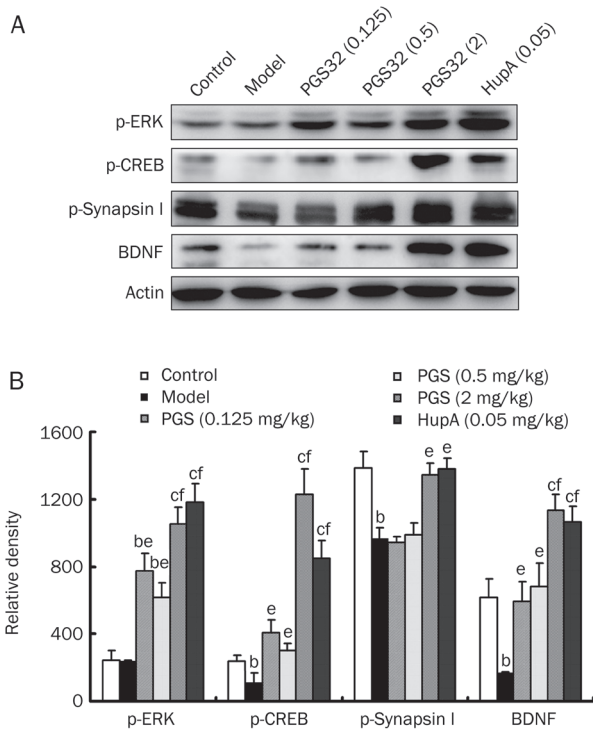 A
Control Model PGS32 (0.125) PGS32 (0.5) PGS32 (2) HupA (0.05)
p-ERK
p-CREB
p-Synapsin I
BDNF
Actin
B
Control
Model
PGS (0.125 mg/kg)
PGS (0.5 mg/kg)
PGS (2 mg/kg)
HupA (0.05 mg/kg)
Relative density
1600
1200
800
400
0
be be cf cf
b e e cf cf
b e e
b e e cf cf
p-ERK p-CREB p-Synapsin I BDNF